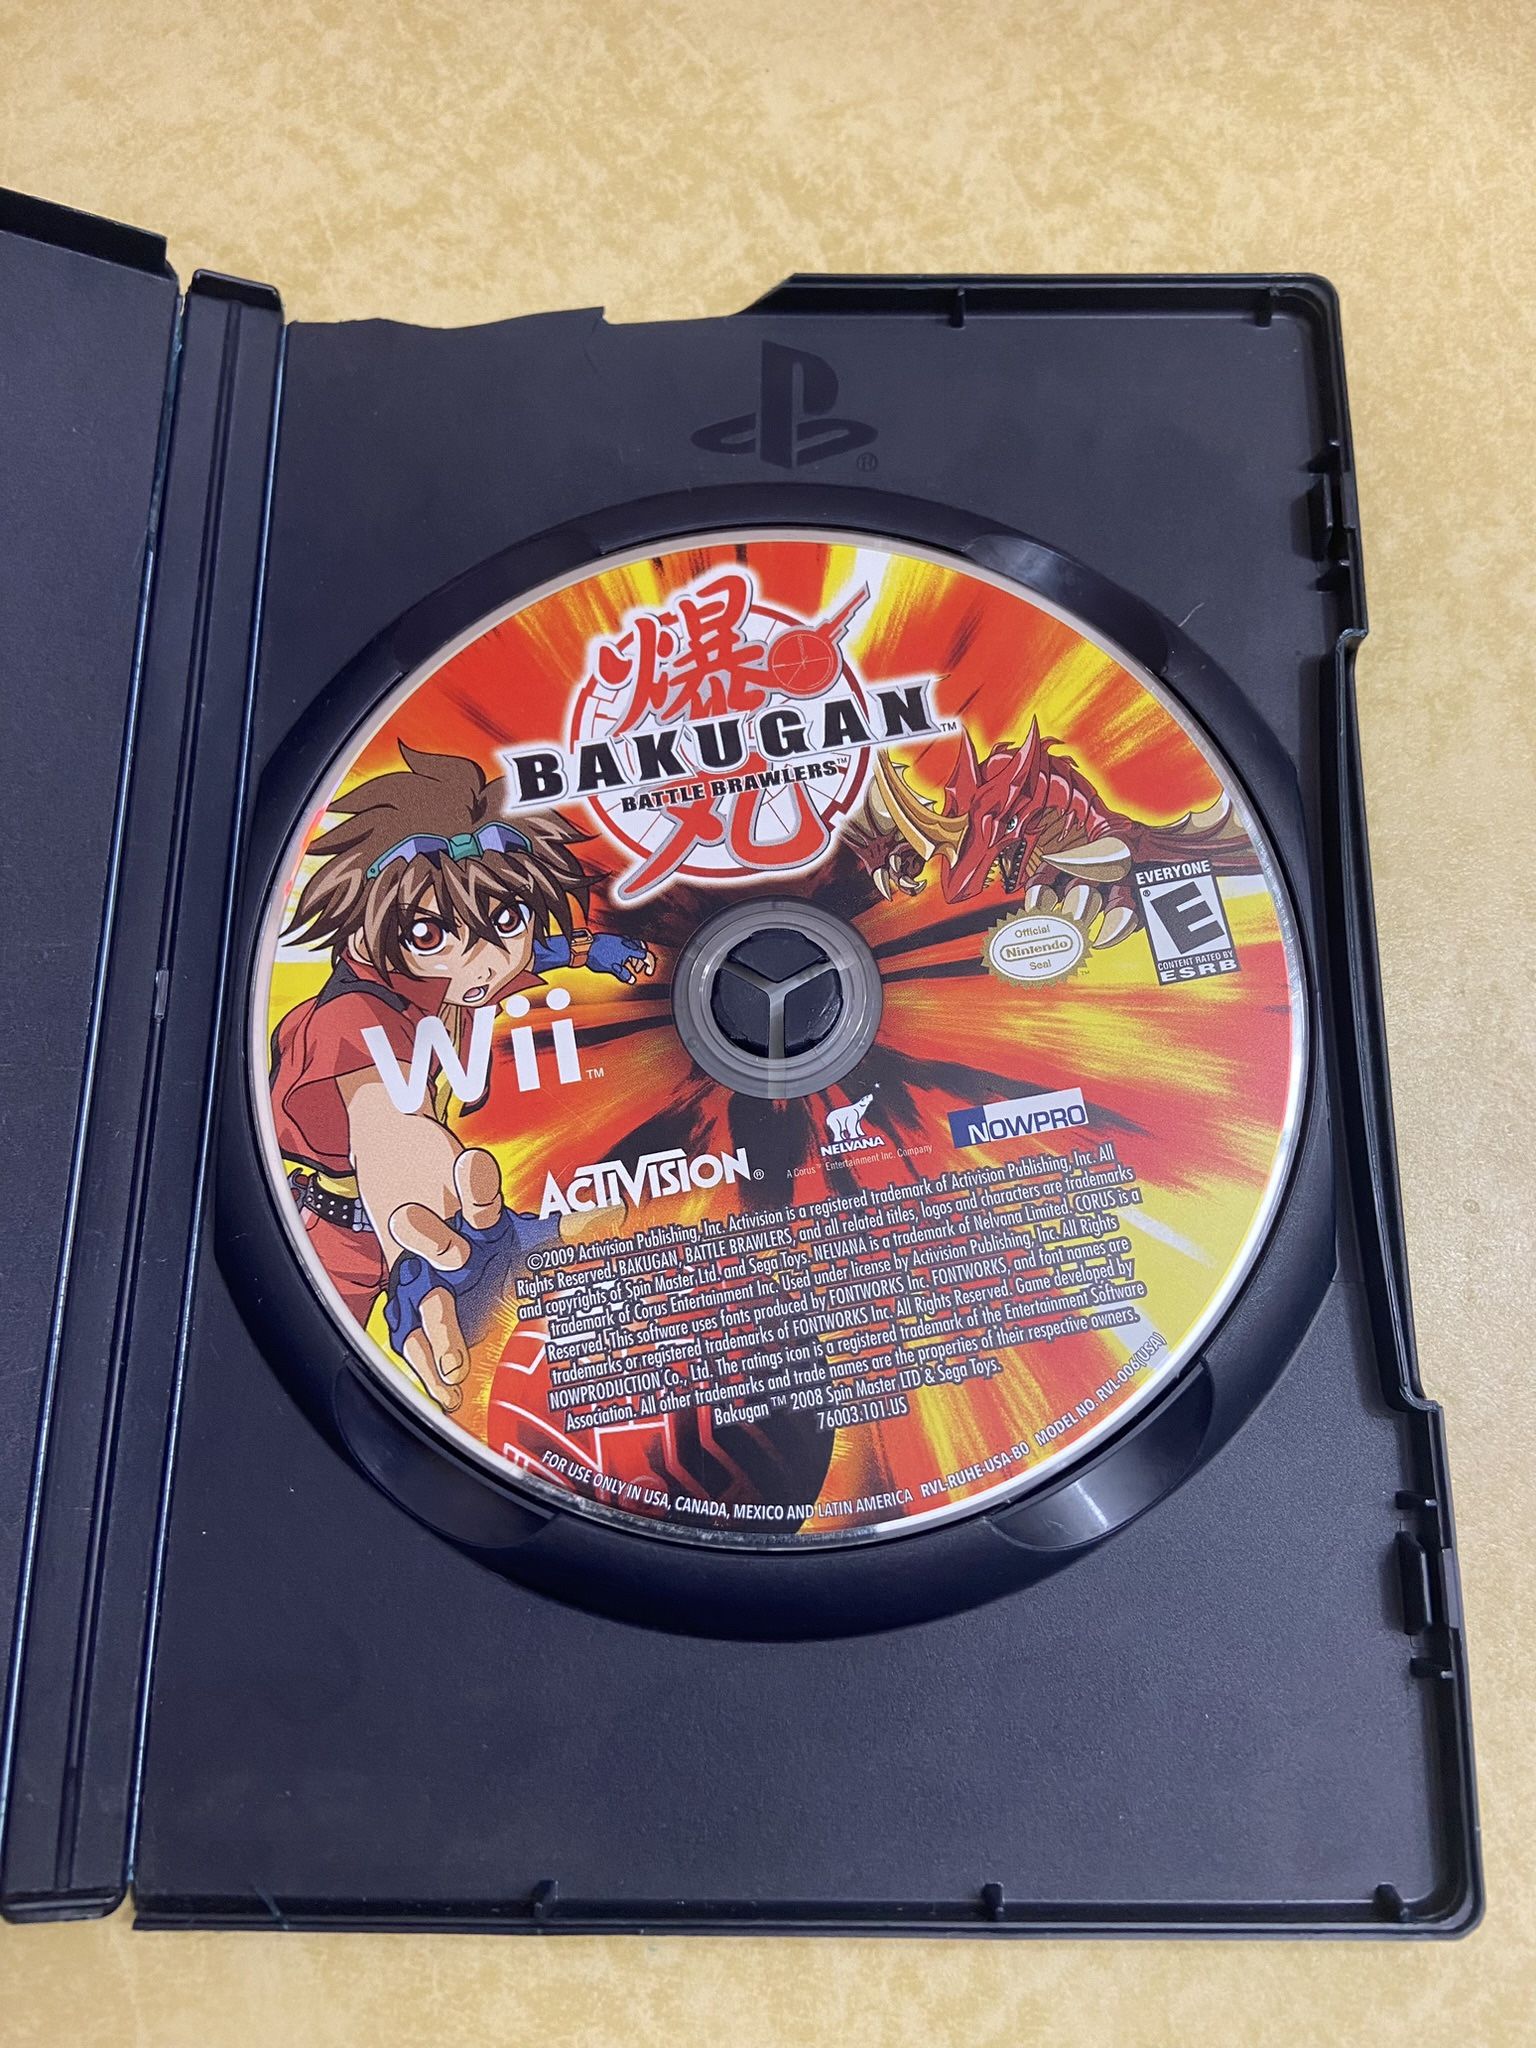 爆丸
BAKUGAN™
BATTLE BRAWLERS™
EVERYONE
E
®
CONTENT RATED BY
ESRB
Official
Nintendo
Seal
™
Wii™
ACTIVISION®
NELVANA
A Corus™ Entertainment Inc. Company
NOWPRO
©2009 Activision Publishing, Inc. Activision is a registered trademark of Activision Publishing, Inc. All
Rights Reserved. BAKUGAN, BATTLE BRAWLERS, and all related titles, logos and characters are trademarks
and copyrights of Spin Master Ltd. and Sega Toys. NELVANA is a trademark of Nelvana Limited. CORUS is a
trademark of Corus Entertainment Inc. Used under license by Activision Publishing, Inc. All Rights
Reserved. This software uses fonts produced by FONTWORKS Inc. FONTWORKS, and font names are
trademarks or registered trademarks of FONTWORKS Inc. All Rights Reserved. Game developed by
NOWPRODUCTION Co., Ltd. The ratings icon is a registered trademark of the Entertainment Software
Association. All other trademarks and trade names are the properties of their respective owners.
Bakugan ™ 2008 Spin Master LTD & Sega Toys.
76003.101.US
FOR USE ONLY IN USA, CANADA, MEXICO AND LATIN AMERICA RVL-RUHE-USA-B0 MODEL NO. RVL-006(USA)